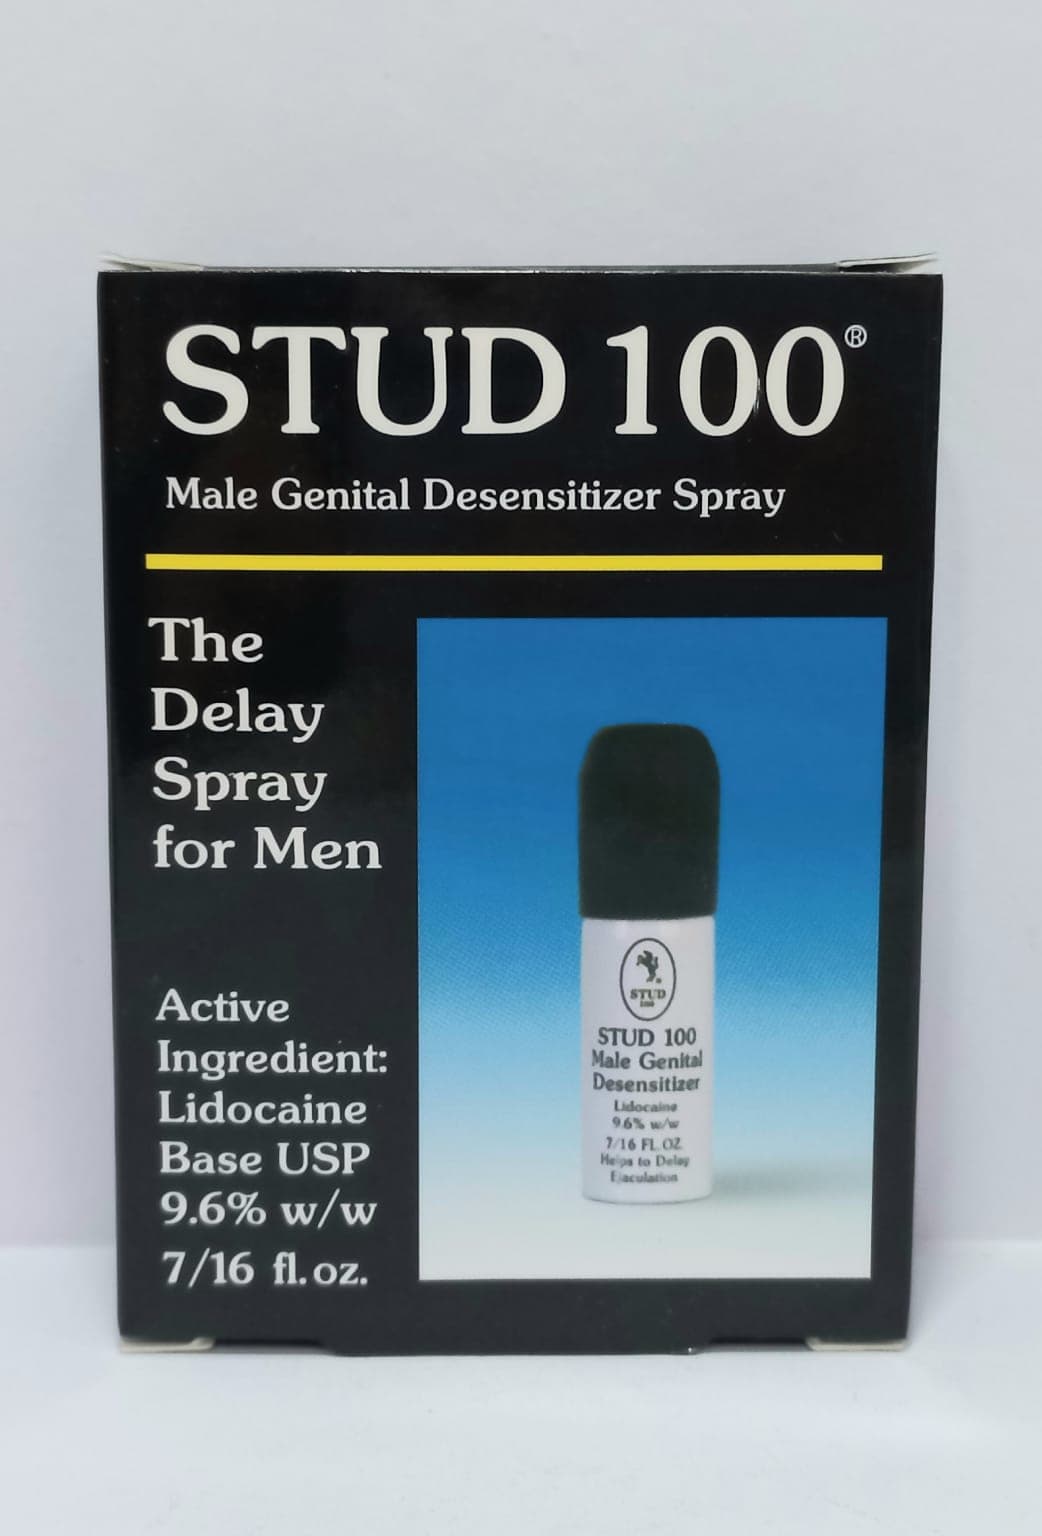 STUD 100®
Male Genital Desensitizer Spray
The
Delay
Spray
for Men
Active
Ingredient:
Lidocaine
Base USP
9.6% w/w
7/16 fl. oz.
STUD
100
STUD 100
Male Genital
Desensitizer
Lidocaine
9.6% w/w
7/16 FL. OZ.
Helps to Delay
Ejaculation